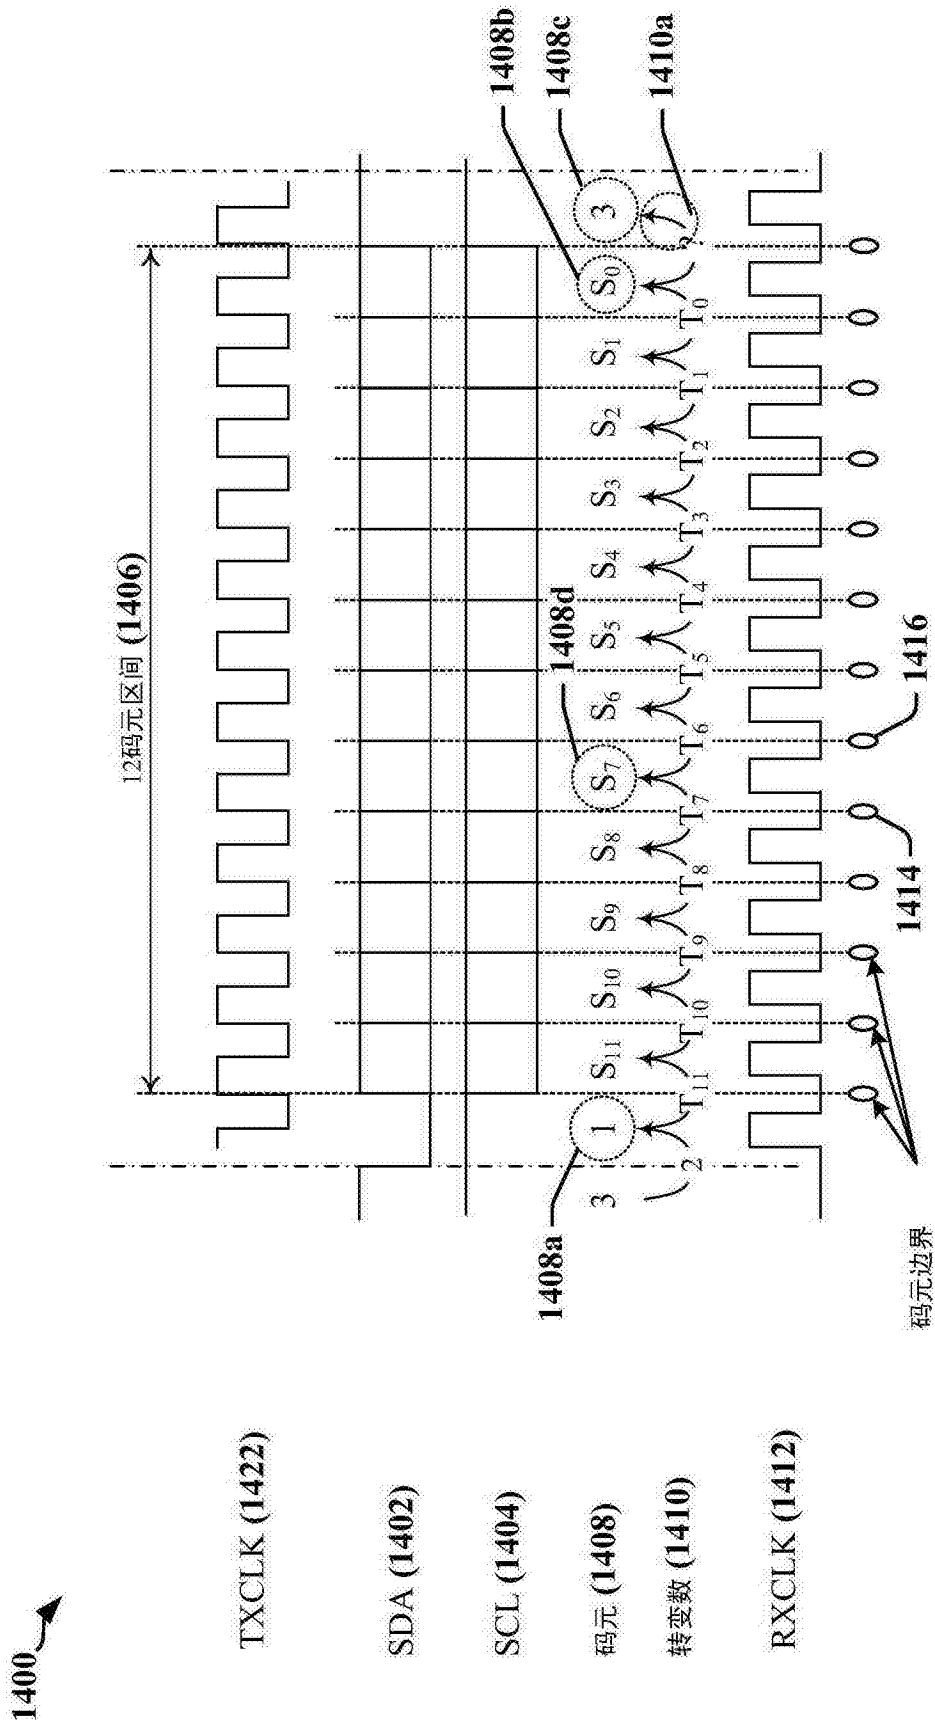 1400
12码元区间 (1406)
TXCLK (1422)
SDA (1402)
SCL (1404)
1408a
1408d
1408b
1408c
1410a
码元 (1408)
3 1 S11 S10 S9 S8 S7 S6 S5 S4 S3 S2 S1 S0 3
转变数 (1410)
2 T11 T10 T9 T8 T7 T6 T5 T4 T3 T2 T1 T0 ?
RXCLK (1412)
码元边界
1414
1416